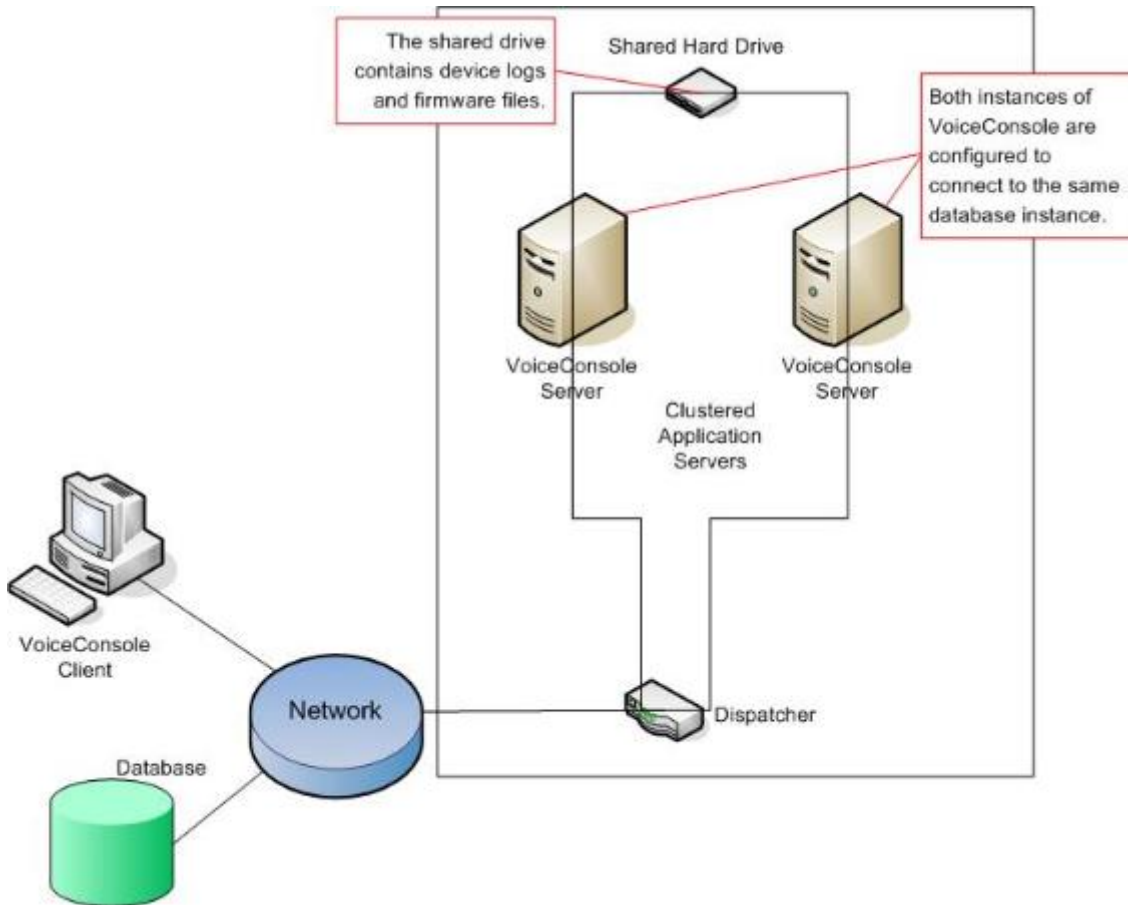 The shared drive
contains device logs
and firmware files.
Shared Hard Drive
Both instances of
VoiceConsole are
configured to
connect to the same
database instance.
VoiceConsole
Server
VoiceConsole
Server
Clustered
Application
Servers
VoiceConsole
Client
Network
Dispatcher
Database